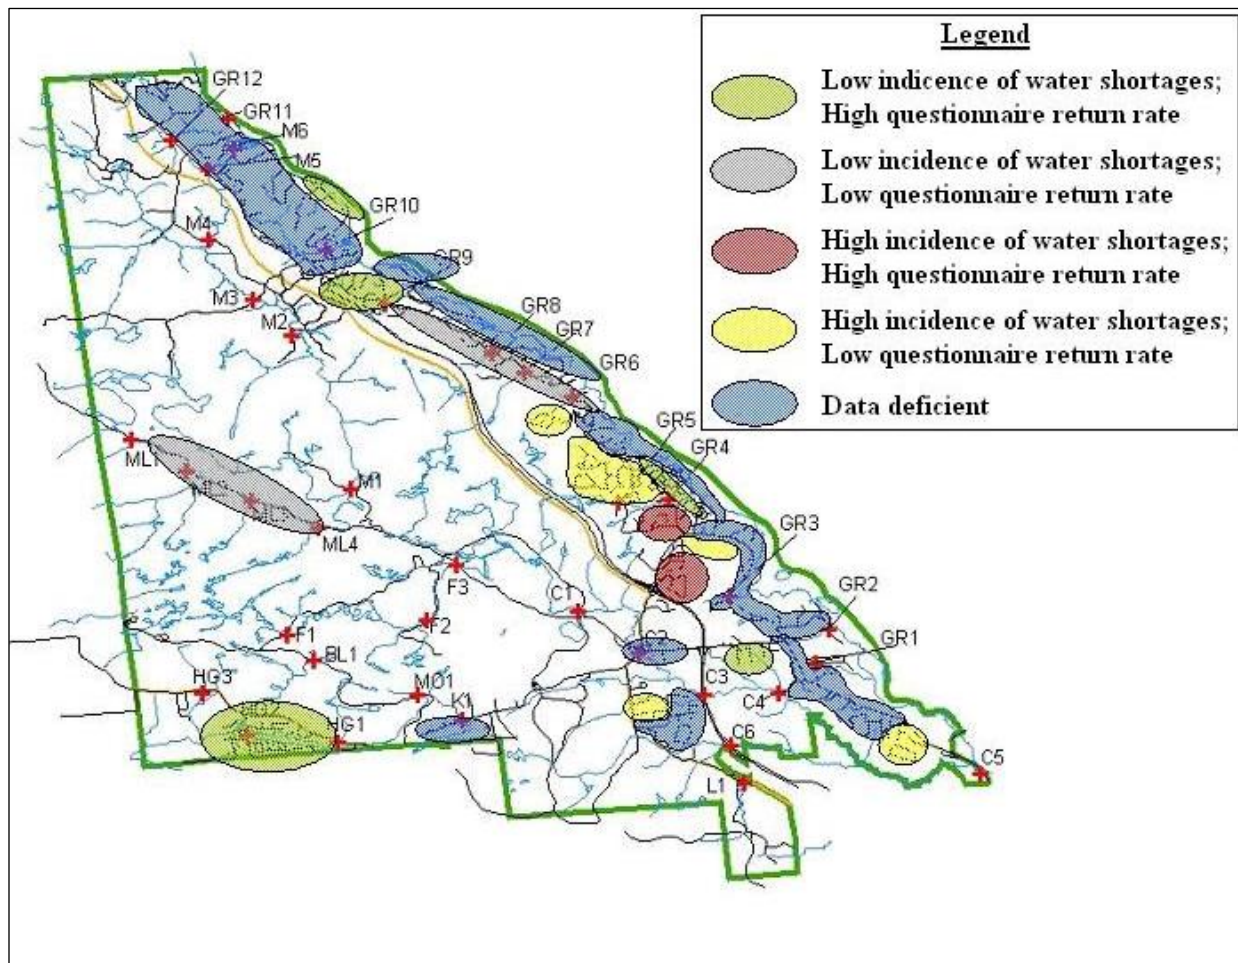 Legend
Low indicence of water shortages;
High questionnaire return rate
Low incidence of water shortages;
Low questionnaire return rate
High incidence of water shortages;
High questionnaire return rate
High incidence of water shortages;
Low questionnaire return rate
Data deficient
GR12
GR11
M6
M5
GR10
M4
GR9
M3
GR8
M2
GR7
GR6
GR5
ML1
GR4
M1
ML4
GR3
F3
C1
GR2
F2
F1
GR1
BL1
C2
HG3
MO1
C3
C4
K1
HG2
HG1
C6
C5
L1